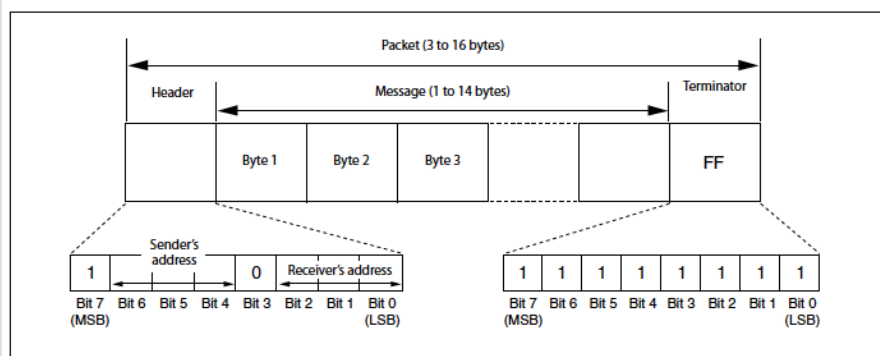 Packet (3 to 16 bytes)
Header
Message (1 to 14 bytes)
Terminator
Byte 1
Byte 2
Byte 3
FF
Sender's
address
1
0
Receiver's address
Bit 7
(MSB)
Bit 6
Bit 5
Bit 4
Bit 3
Bit 2
Bit 1
Bit 0
(LSB)
1
1
1
1
1
1
1
1
Bit 7
(MSB)
Bit 6
Bit 5
Bit 4
Bit 3
Bit 2
Bit 1
Bit 0
(LSB)